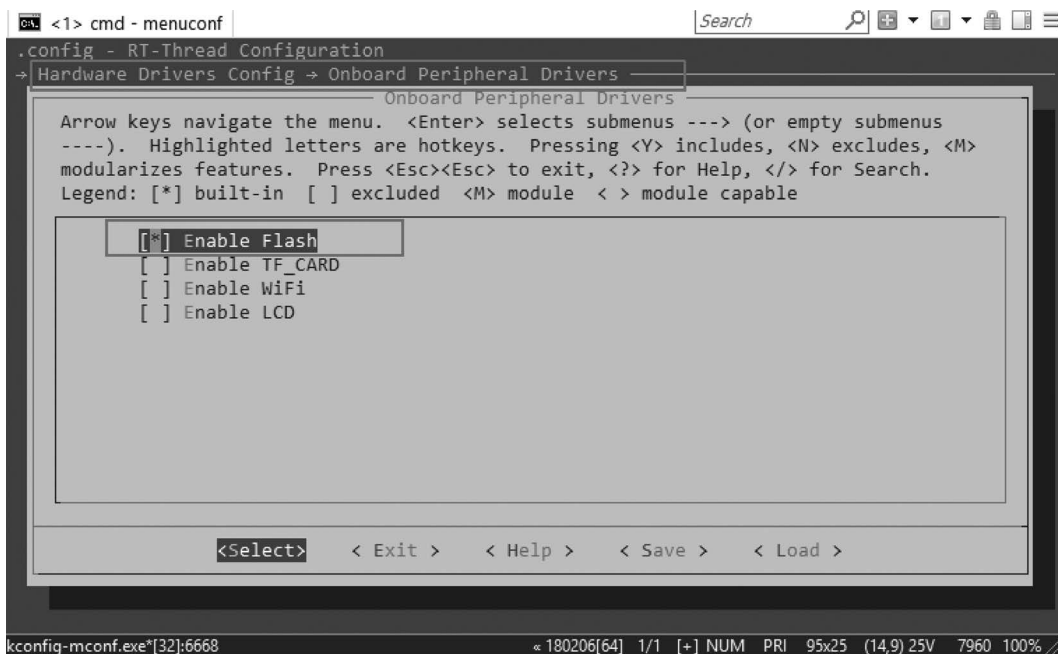 <1> cmd - menuconf
Search
.config - RT-Thread Configuration
→ Hardware Drivers Config → Onboard Peripheral Drivers
Onboard Peripheral Drivers
Arrow keys navigate the menu.  <Enter> selects submenus ---> (or empty submenus
----).  Highlighted letters are hotkeys.  Pressing <Y> includes, <N> excludes, <M>
modularizes features.  Press <Esc><Esc> to exit, <?> for Help, </> for Search.
Legend: [*] built-in  [ ] excluded  <M> module  < > module capable
[*] Enable Flash
[ ] Enable TF_CARD
[ ] Enable WiFi
[ ] Enable LCD
<Select>    < Exit >    < Help >    < Save >    < Load >
kconfig-mconf.exe*[32]:6668    « 180206[64]  1/1  [+] NUM  PRI  95x25  (14,9) 25V  7960  100%